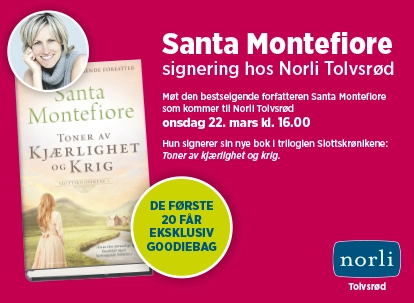 Santa Montefiore
signering hos Norli Tolvsrød
Møt den bestselgende forfatteren Santa Montefiore
som kommer til Norli Tolvsrød
onsdag 22. mars kl. 16.00
Hun signerer sin nye bok i trilogien Slottskrønikene:
Toner av kjærlighet og krig.
FORFATTER
Santa
Montefiore
TONER AV
KJÆRLIGHET
OG KRIG
DE FØRSTE
20 FÅR
EKSKLUSIV
GOODIEBAG
norli
Tolvsrød